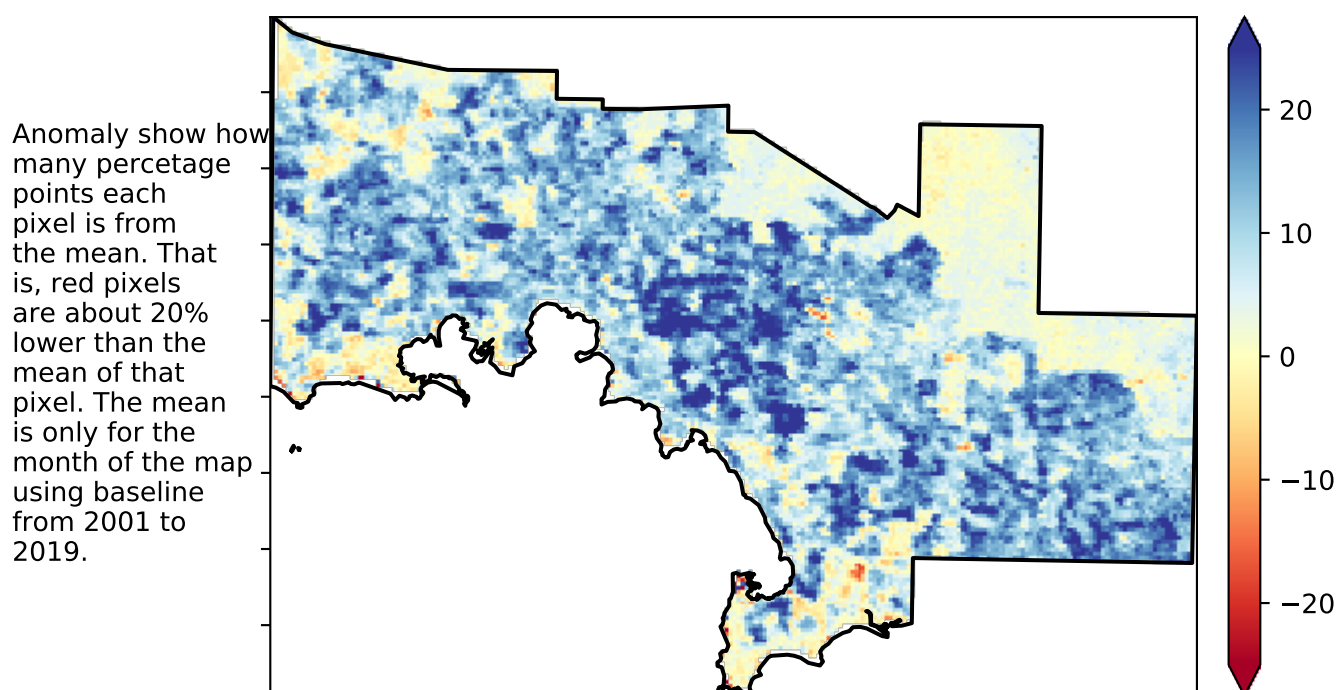 Anomaly show how
many percetage
points each
pixel is from
the mean. That
is, red pixels
are about 20%
lower than the
mean of that
pixel. The mean
is only for the
month of the map
using baseline
from 2001 to
2019.
20
10
0
−10
−20